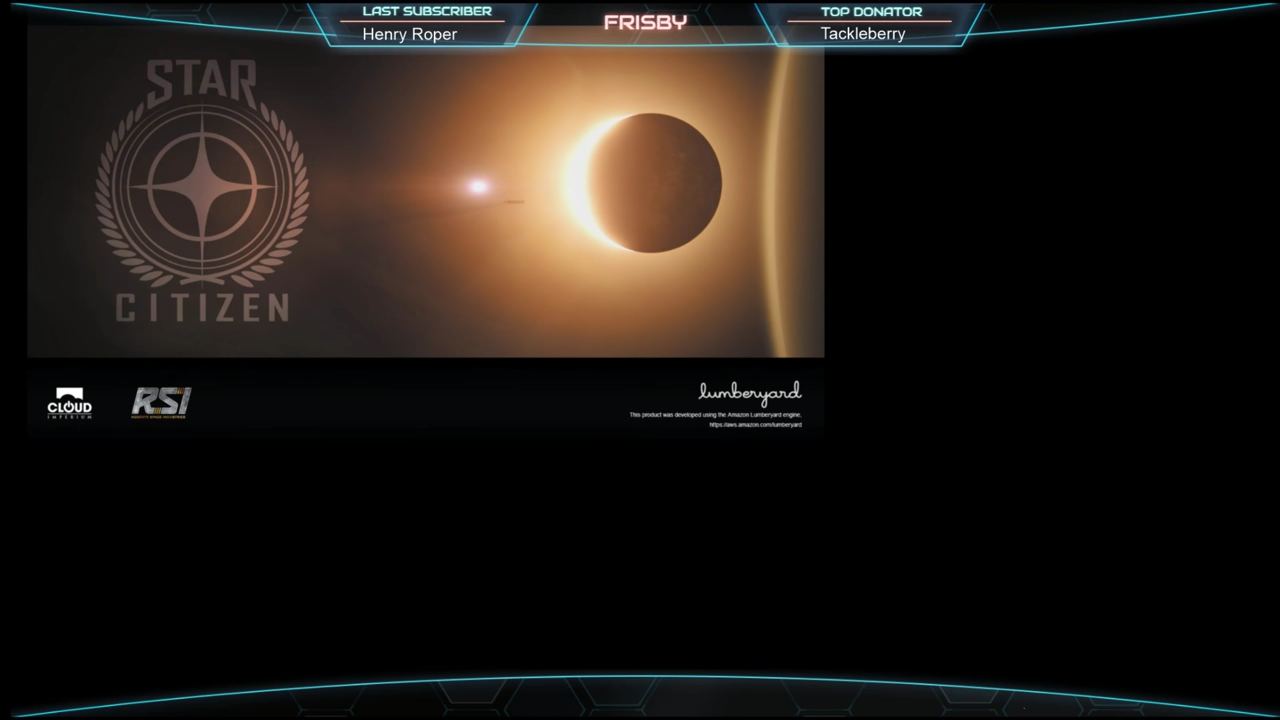 LAST SUBSCRIBER
Henry Roper
FRISBY
TOP DONATOR
Tackleberry
STAR
CITIZEN
CLOUD
IMPERIUM
RSI
lumberyard
This product was developed using the Amazon Lumberyard engine,
https://aws.amazon.com/lumberyard